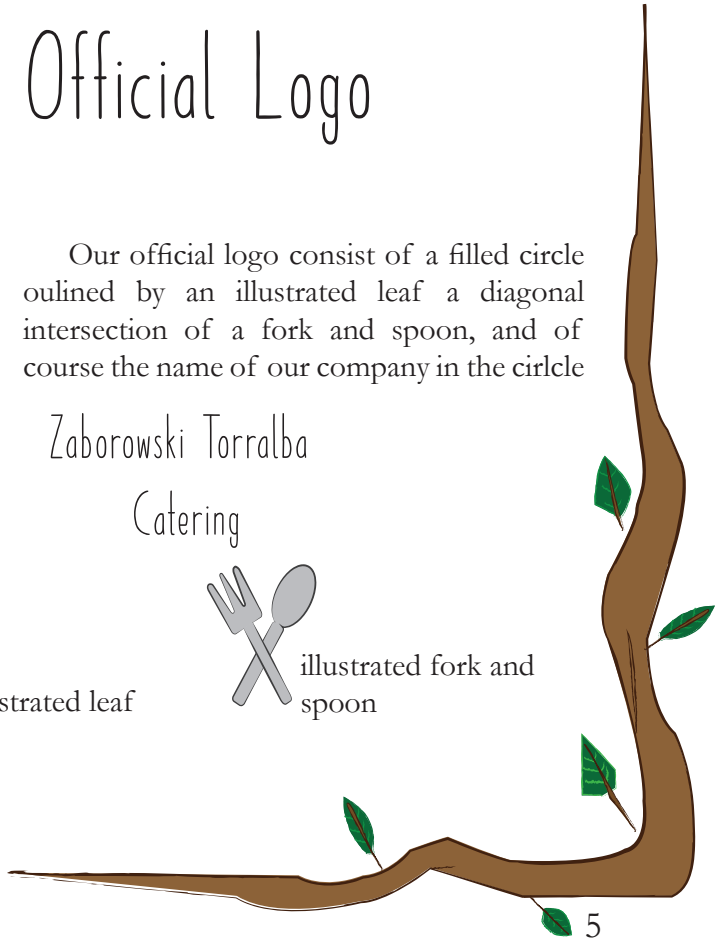 Official Logo
Our official logo consist of a filled circle
oulined by an illustrated leaf a diagonal
intersection of a fork and spoon, and of
course the name of our company in the cirlcle
Zaborowski Torralba
Catering
illustrated fork and
spoon
strated leaf
5